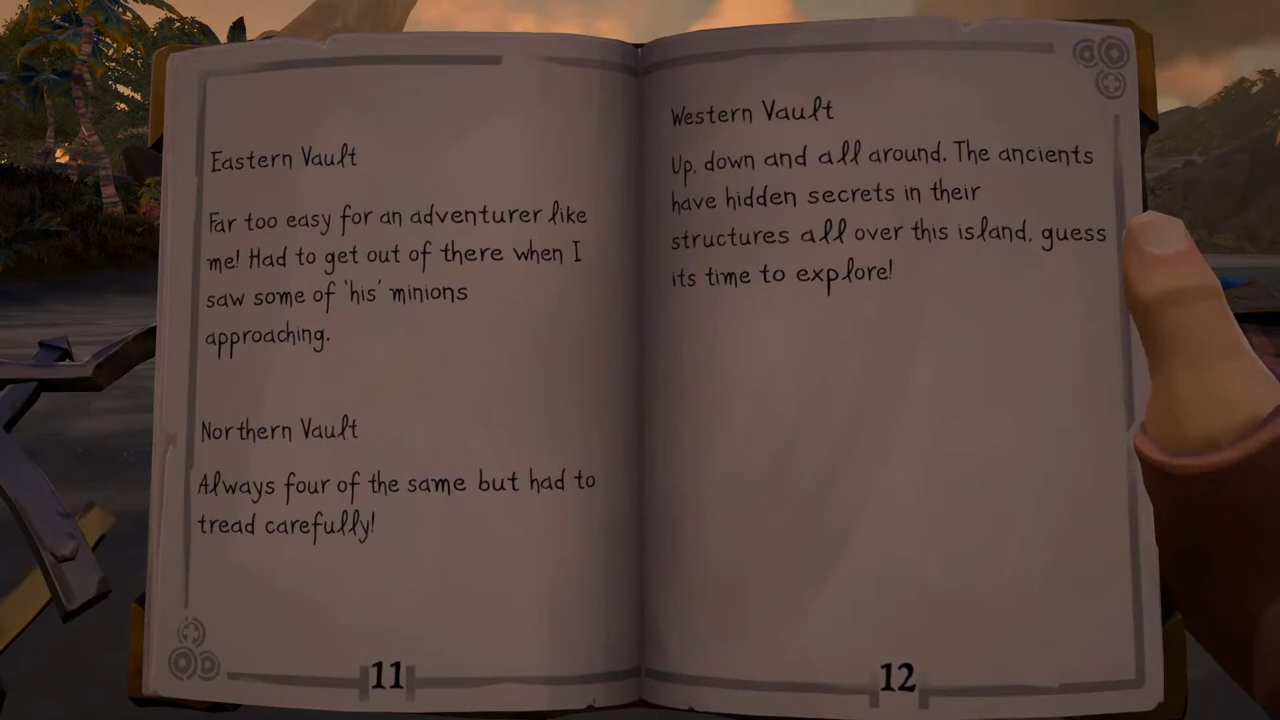 Eastern Vault
Far too easy for an adventurer like
me! Had to get out of there when I
saw some of 'his' minions
approaching.
Northern Vault
Always four of the same but had to
tread carefully!
11
Western Vault
Up, down and all around. The ancients
have hidden secrets in their
structures all over this island, guess
its time to explore!
12